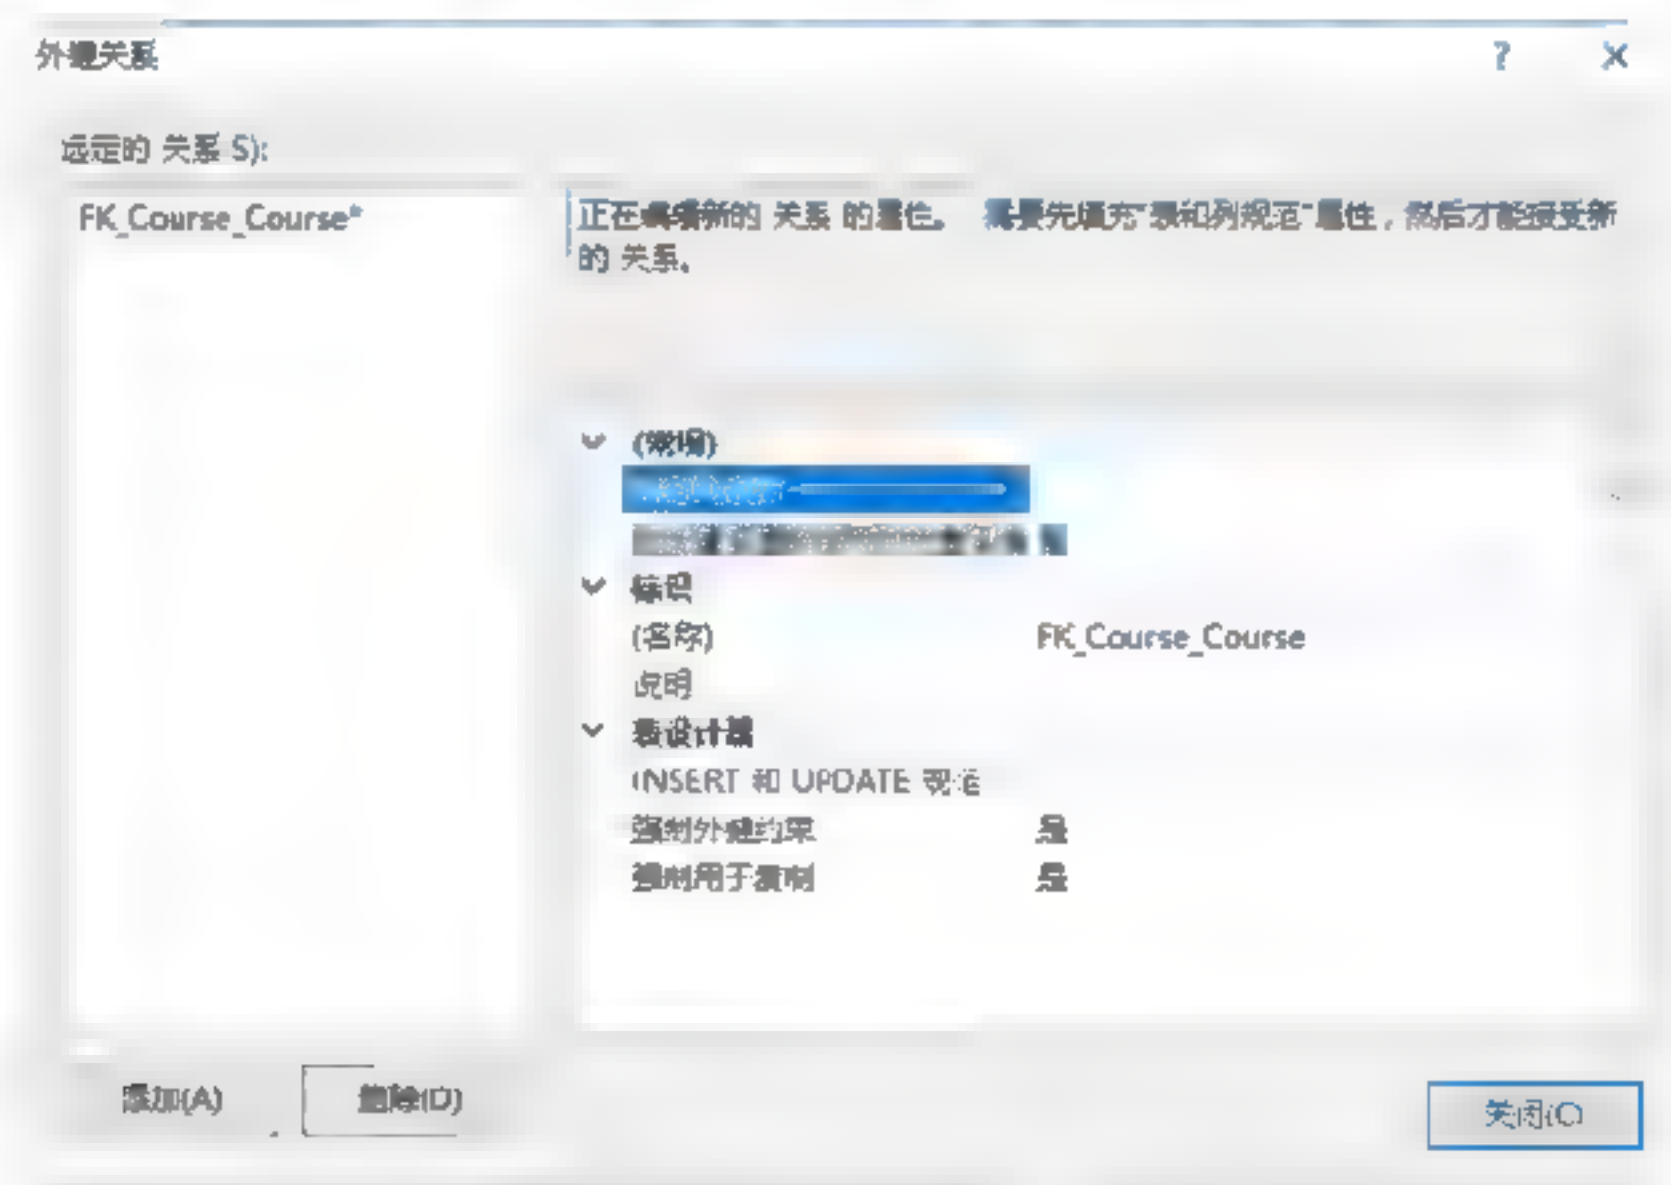 外键关系
?
选定的 关系 S):
FK_Course_Course*
正在编辑新的 关系 的属性。 需要先填充"表和列规范"属性，然后才能接受新
的 关系。
(常规)
标识
(名称) FK_Course_Course
说明
表设计器
INSERT 和 UPDATE 规范
强制外键约束 是
强制用于复制 是
添加(A)
删除(D)
关闭(C)